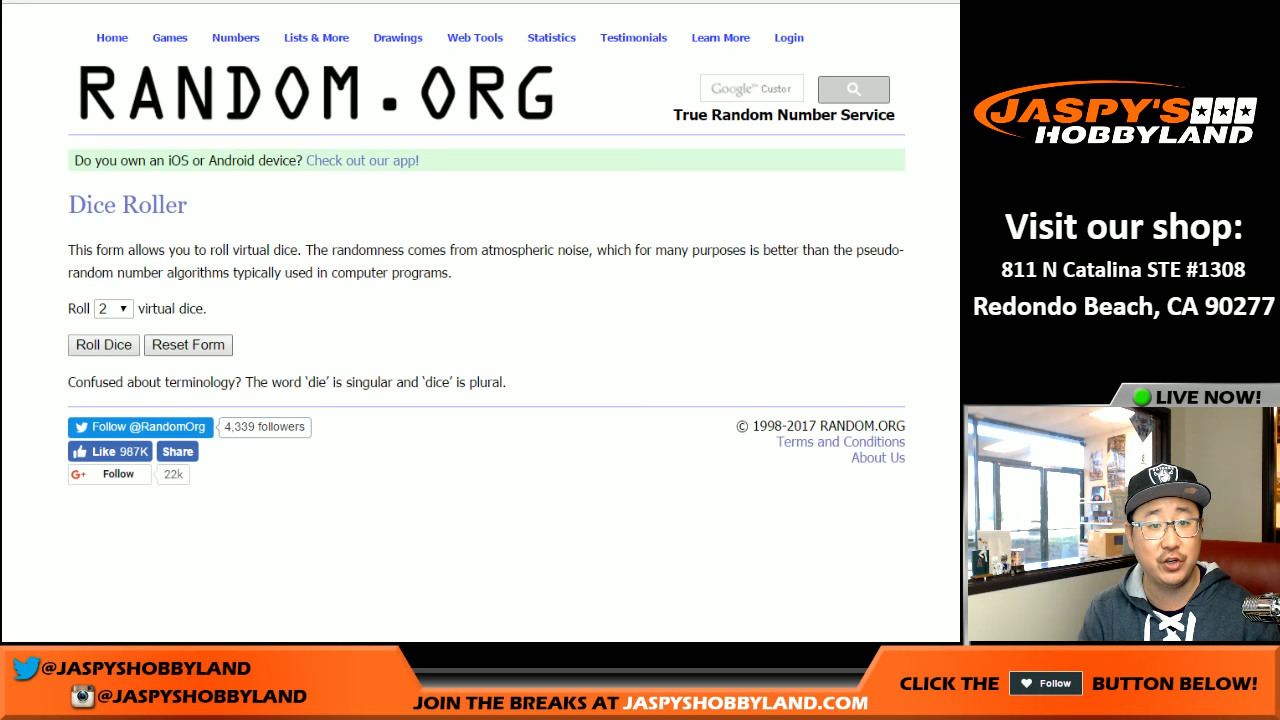 Home Games Numbers Lists & More Drawings Web Tools Statistics Testimonials Learn More Login
RANDOM.ORG
Google™ Custor
True Random Number Service
Do you own an iOS or Android device? Check out our app!
Dice Roller
This form allows you to roll virtual dice. The randomness comes from atmospheric noise, which for many purposes is better than the pseudo-
random number algorithms typically used in computer programs.
Roll 2 virtual dice.
Roll Dice Reset Form
Confused about terminology? The word ‘die’ is singular and ‘dice’ is plural.
Follow @RandomOrg 4,339 followers
Like 987K Share
G+ Follow 22k
© 1998-2017 RANDOM.ORG
Terms and Conditions
About Us
JASPY'S
HOBBYLAND
Visit our shop:
811 N Catalina STE #1308
Redondo Beach, CA 90277
LIVE NOW!
RAIDERS
@JASPYSHOBBYLAND
@JASPYSHOBBYLAND
JOIN THE BREAKS AT JASPYSHOBBYLAND.COM
CLICK THE Follow BUTTON BELOW!